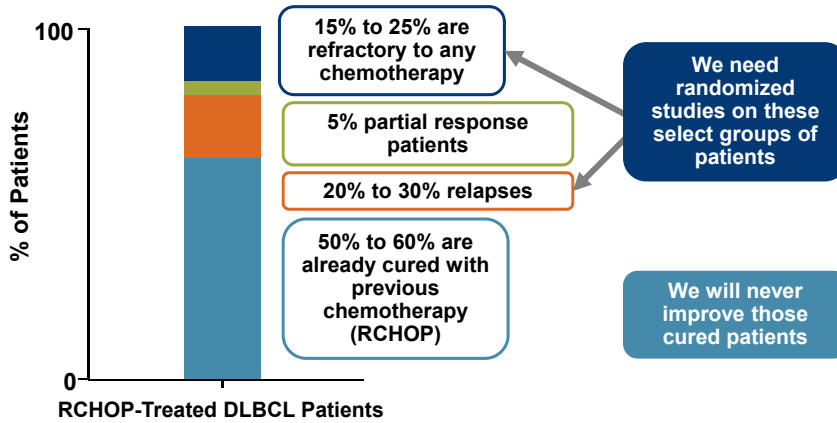 100
% of Patients
0
RCHOP-Treated DLBCL Patients
15% to 25% are
refractory to any
chemotherapy
5% partial response
patients
20% to 30% relapses
50% to 60% are
already cured with
previous
chemotherapy
(RCHOP)
We need
randomized
studies on these
select groups of
patients
We will never
improve those
cured patients